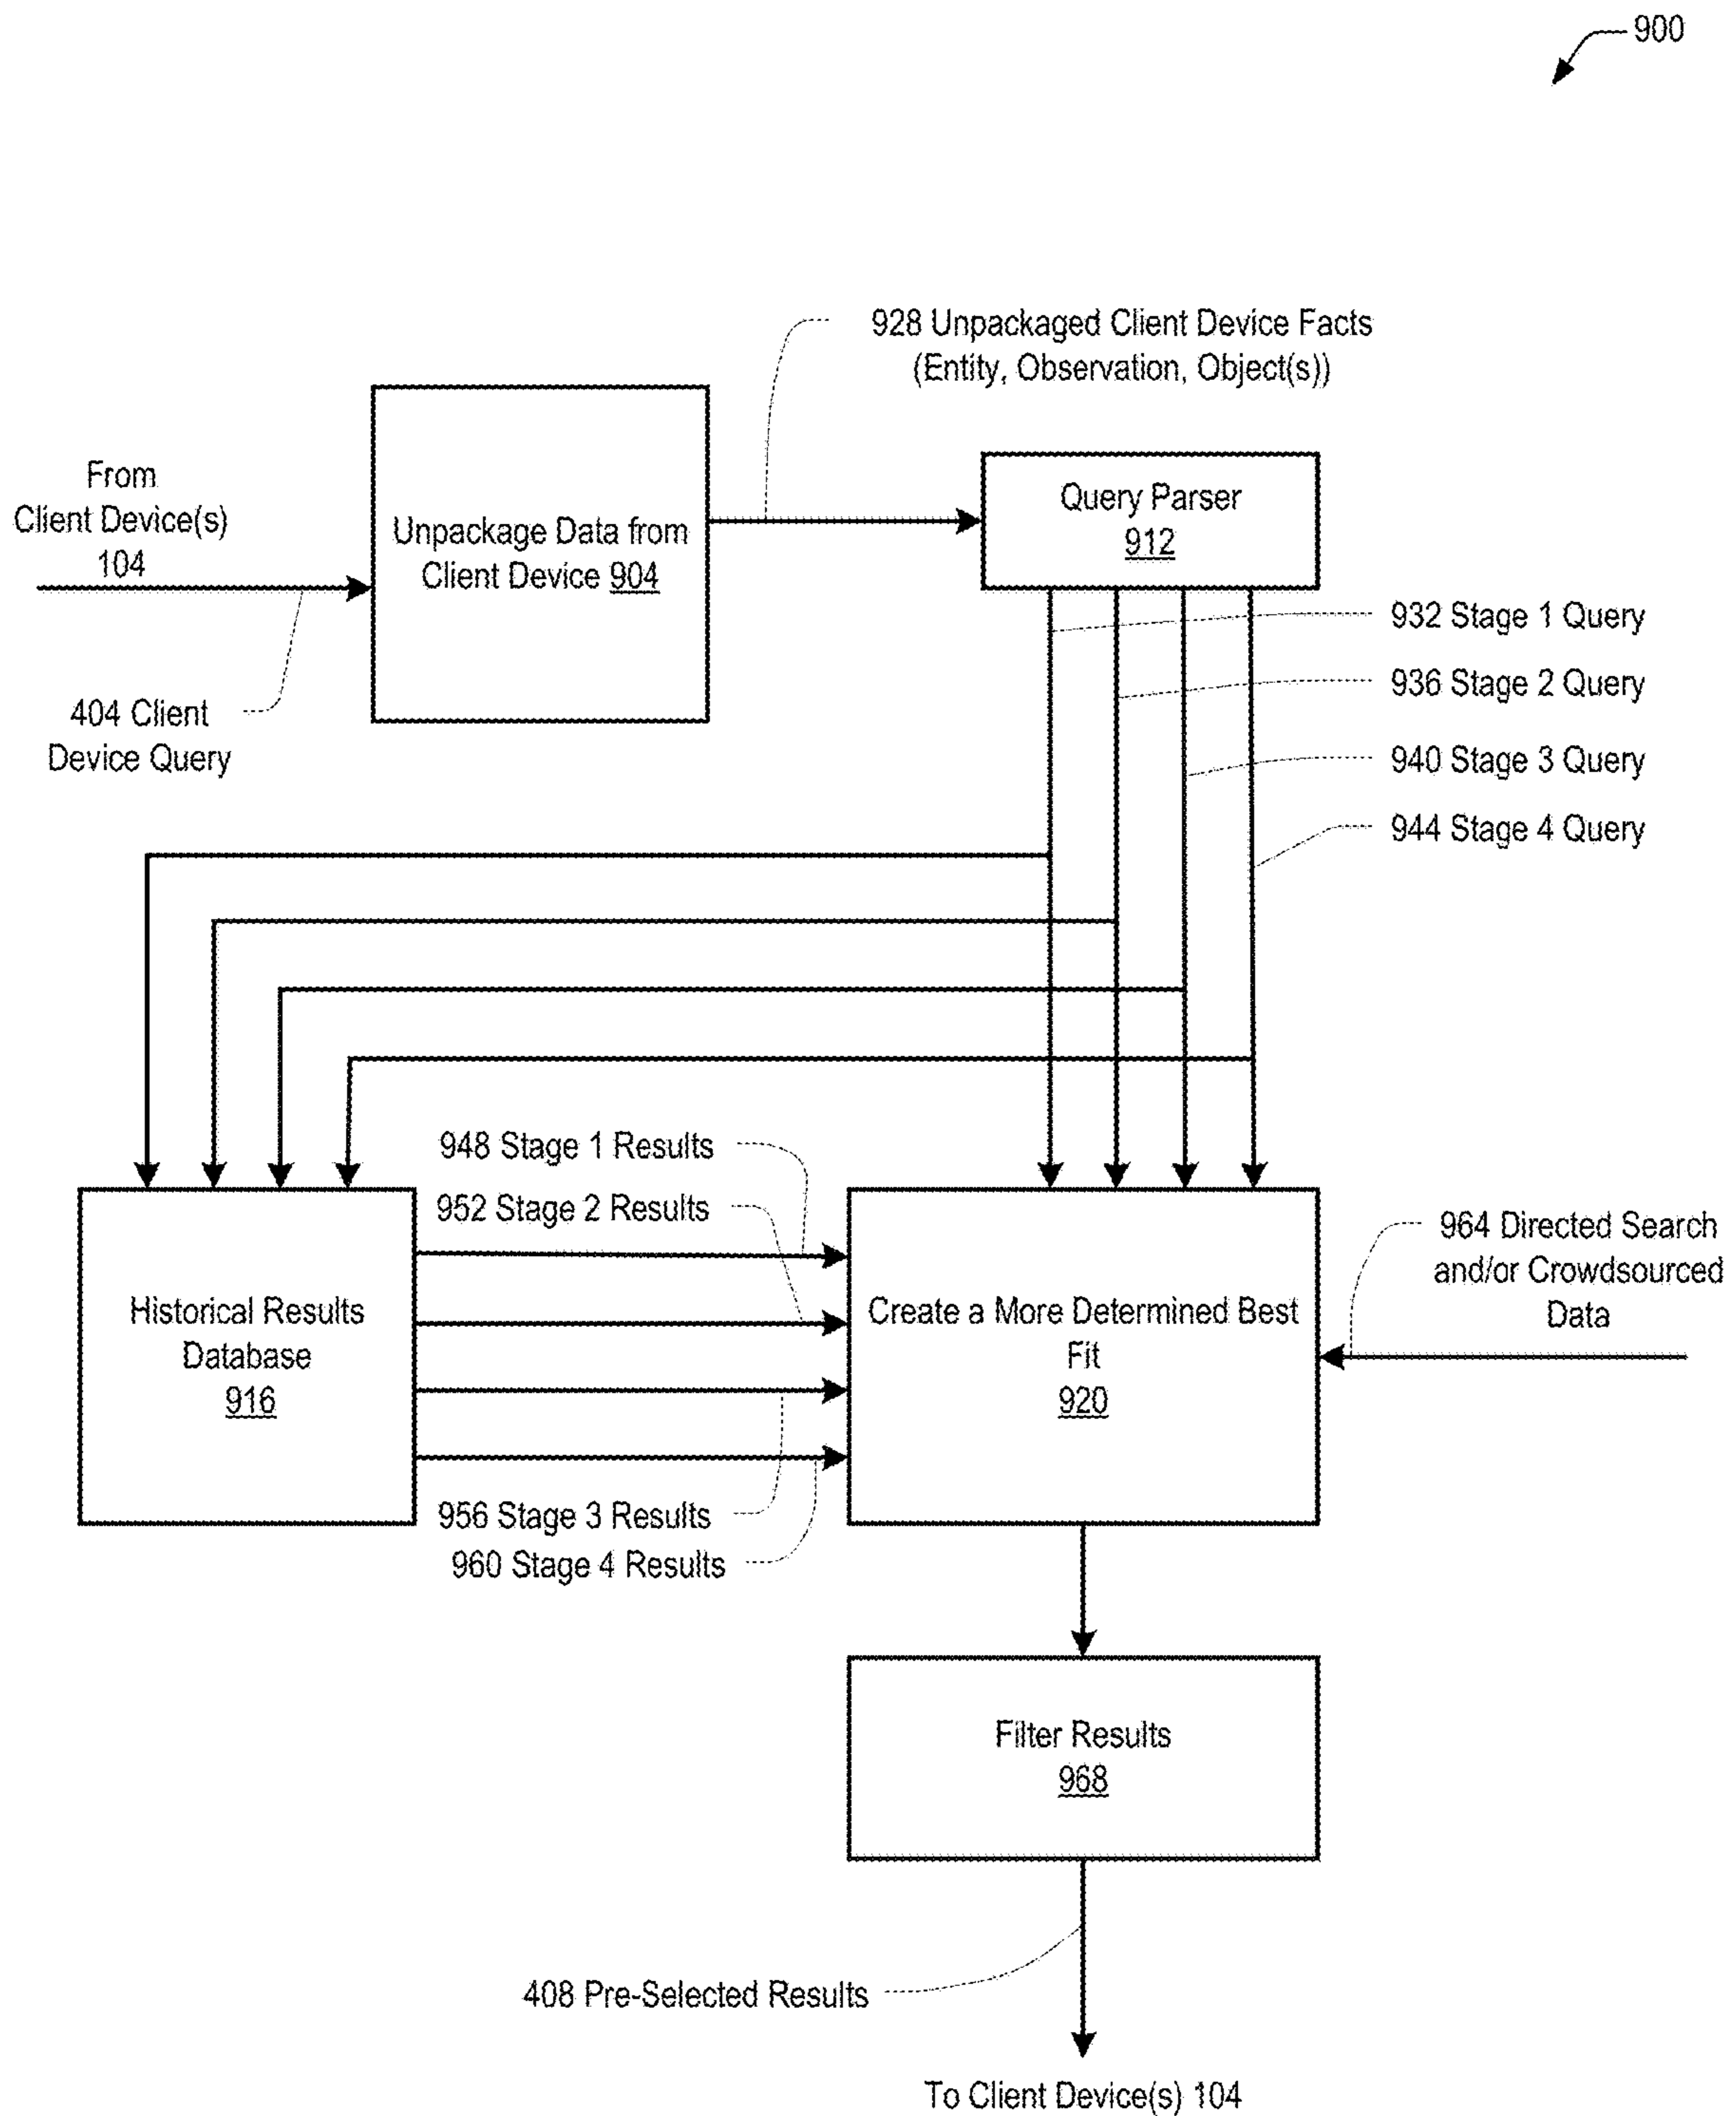 900
928 Unpackaged Client Device Facts
(Entity, Observation, Object(s))
From
Client Device(s)
104
Unpackage Data from
Client Device 904
Query Parser
912
404 Client
Device Query
932 Stage 1 Query
936 Stage 2 Query
940 Stage 3 Query
944 Stage 4 Query
948 Stage 1 Results
952 Stage 2 Results
Historical Results
Database
916
956 Stage 3 Results
960 Stage 4 Results
Create a More Determined Best
Fit
920
964 Directed Search
and/or Crowdsourced
Data
Filter Results
968
408 Pre-Selected Results
To Client Device(s) 104